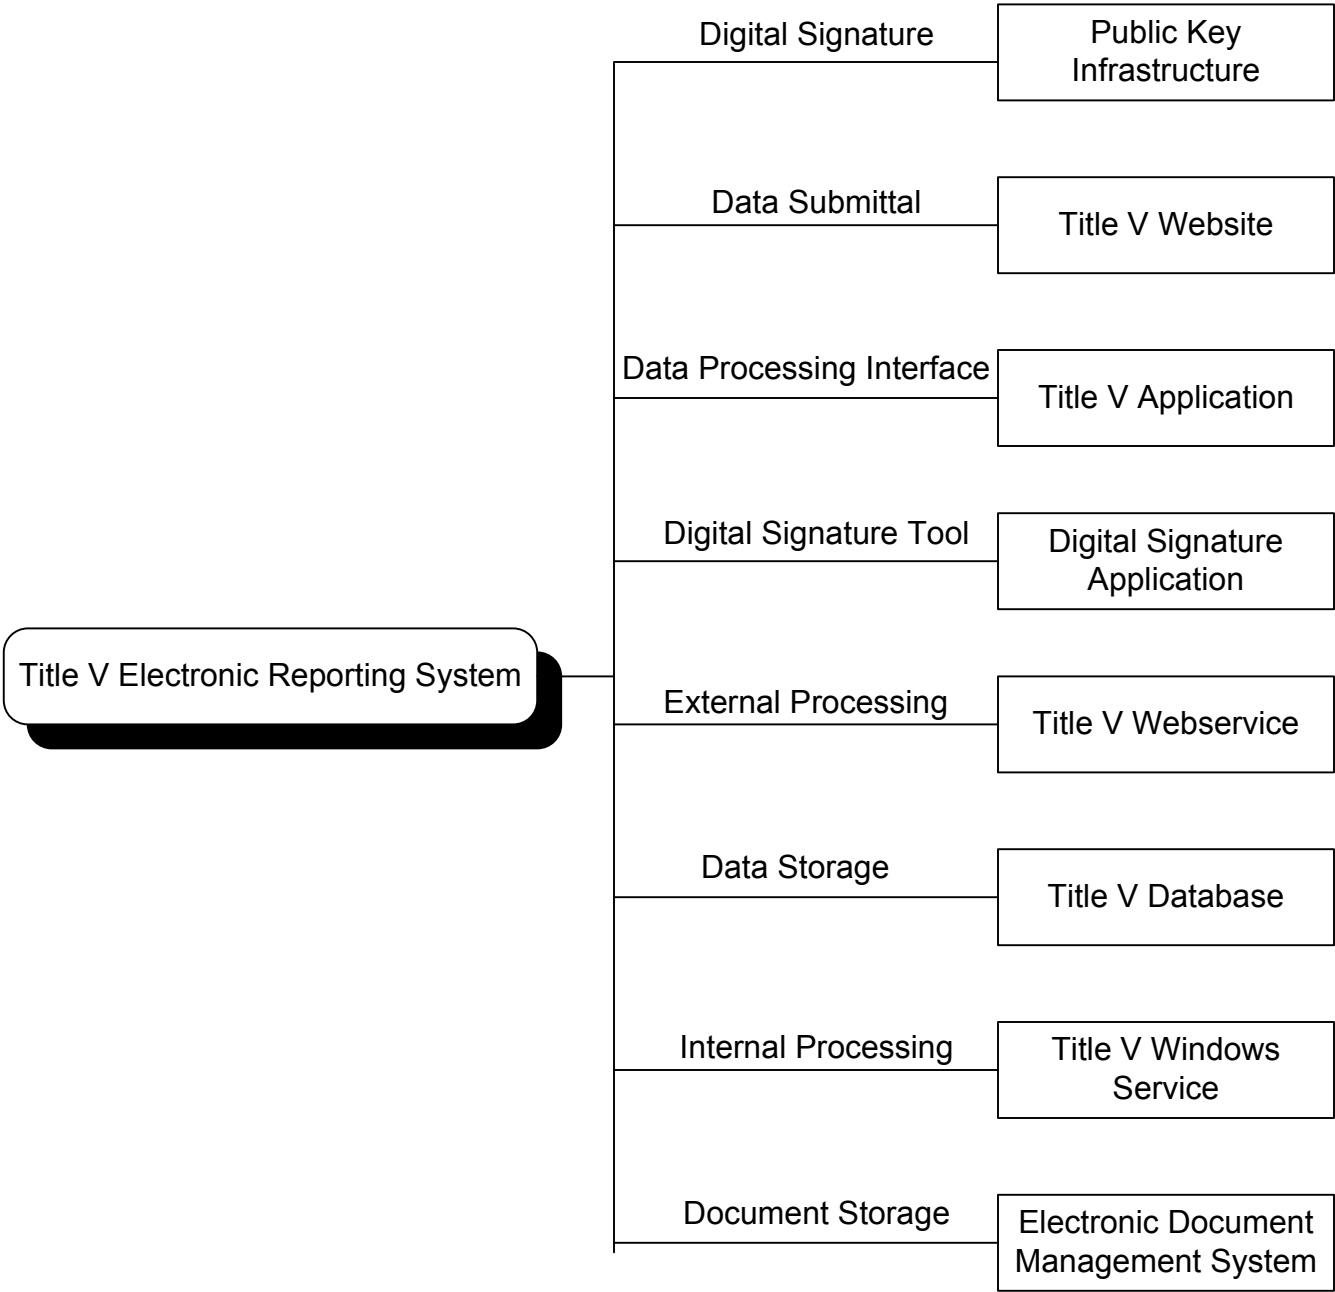 Digital Signature
Public Key
Infrastructure
Data Submittal
Title V Website
Data Processing Interface
Title V Application
Digital Signature Tool
Digital Signature
Application
Title V Electronic Reporting System
External Processing
Title V Webservice
Data Storage
Title V Database
Internal Processing
Title V Windows
Service
Document Storage
Electronic Document
Management System